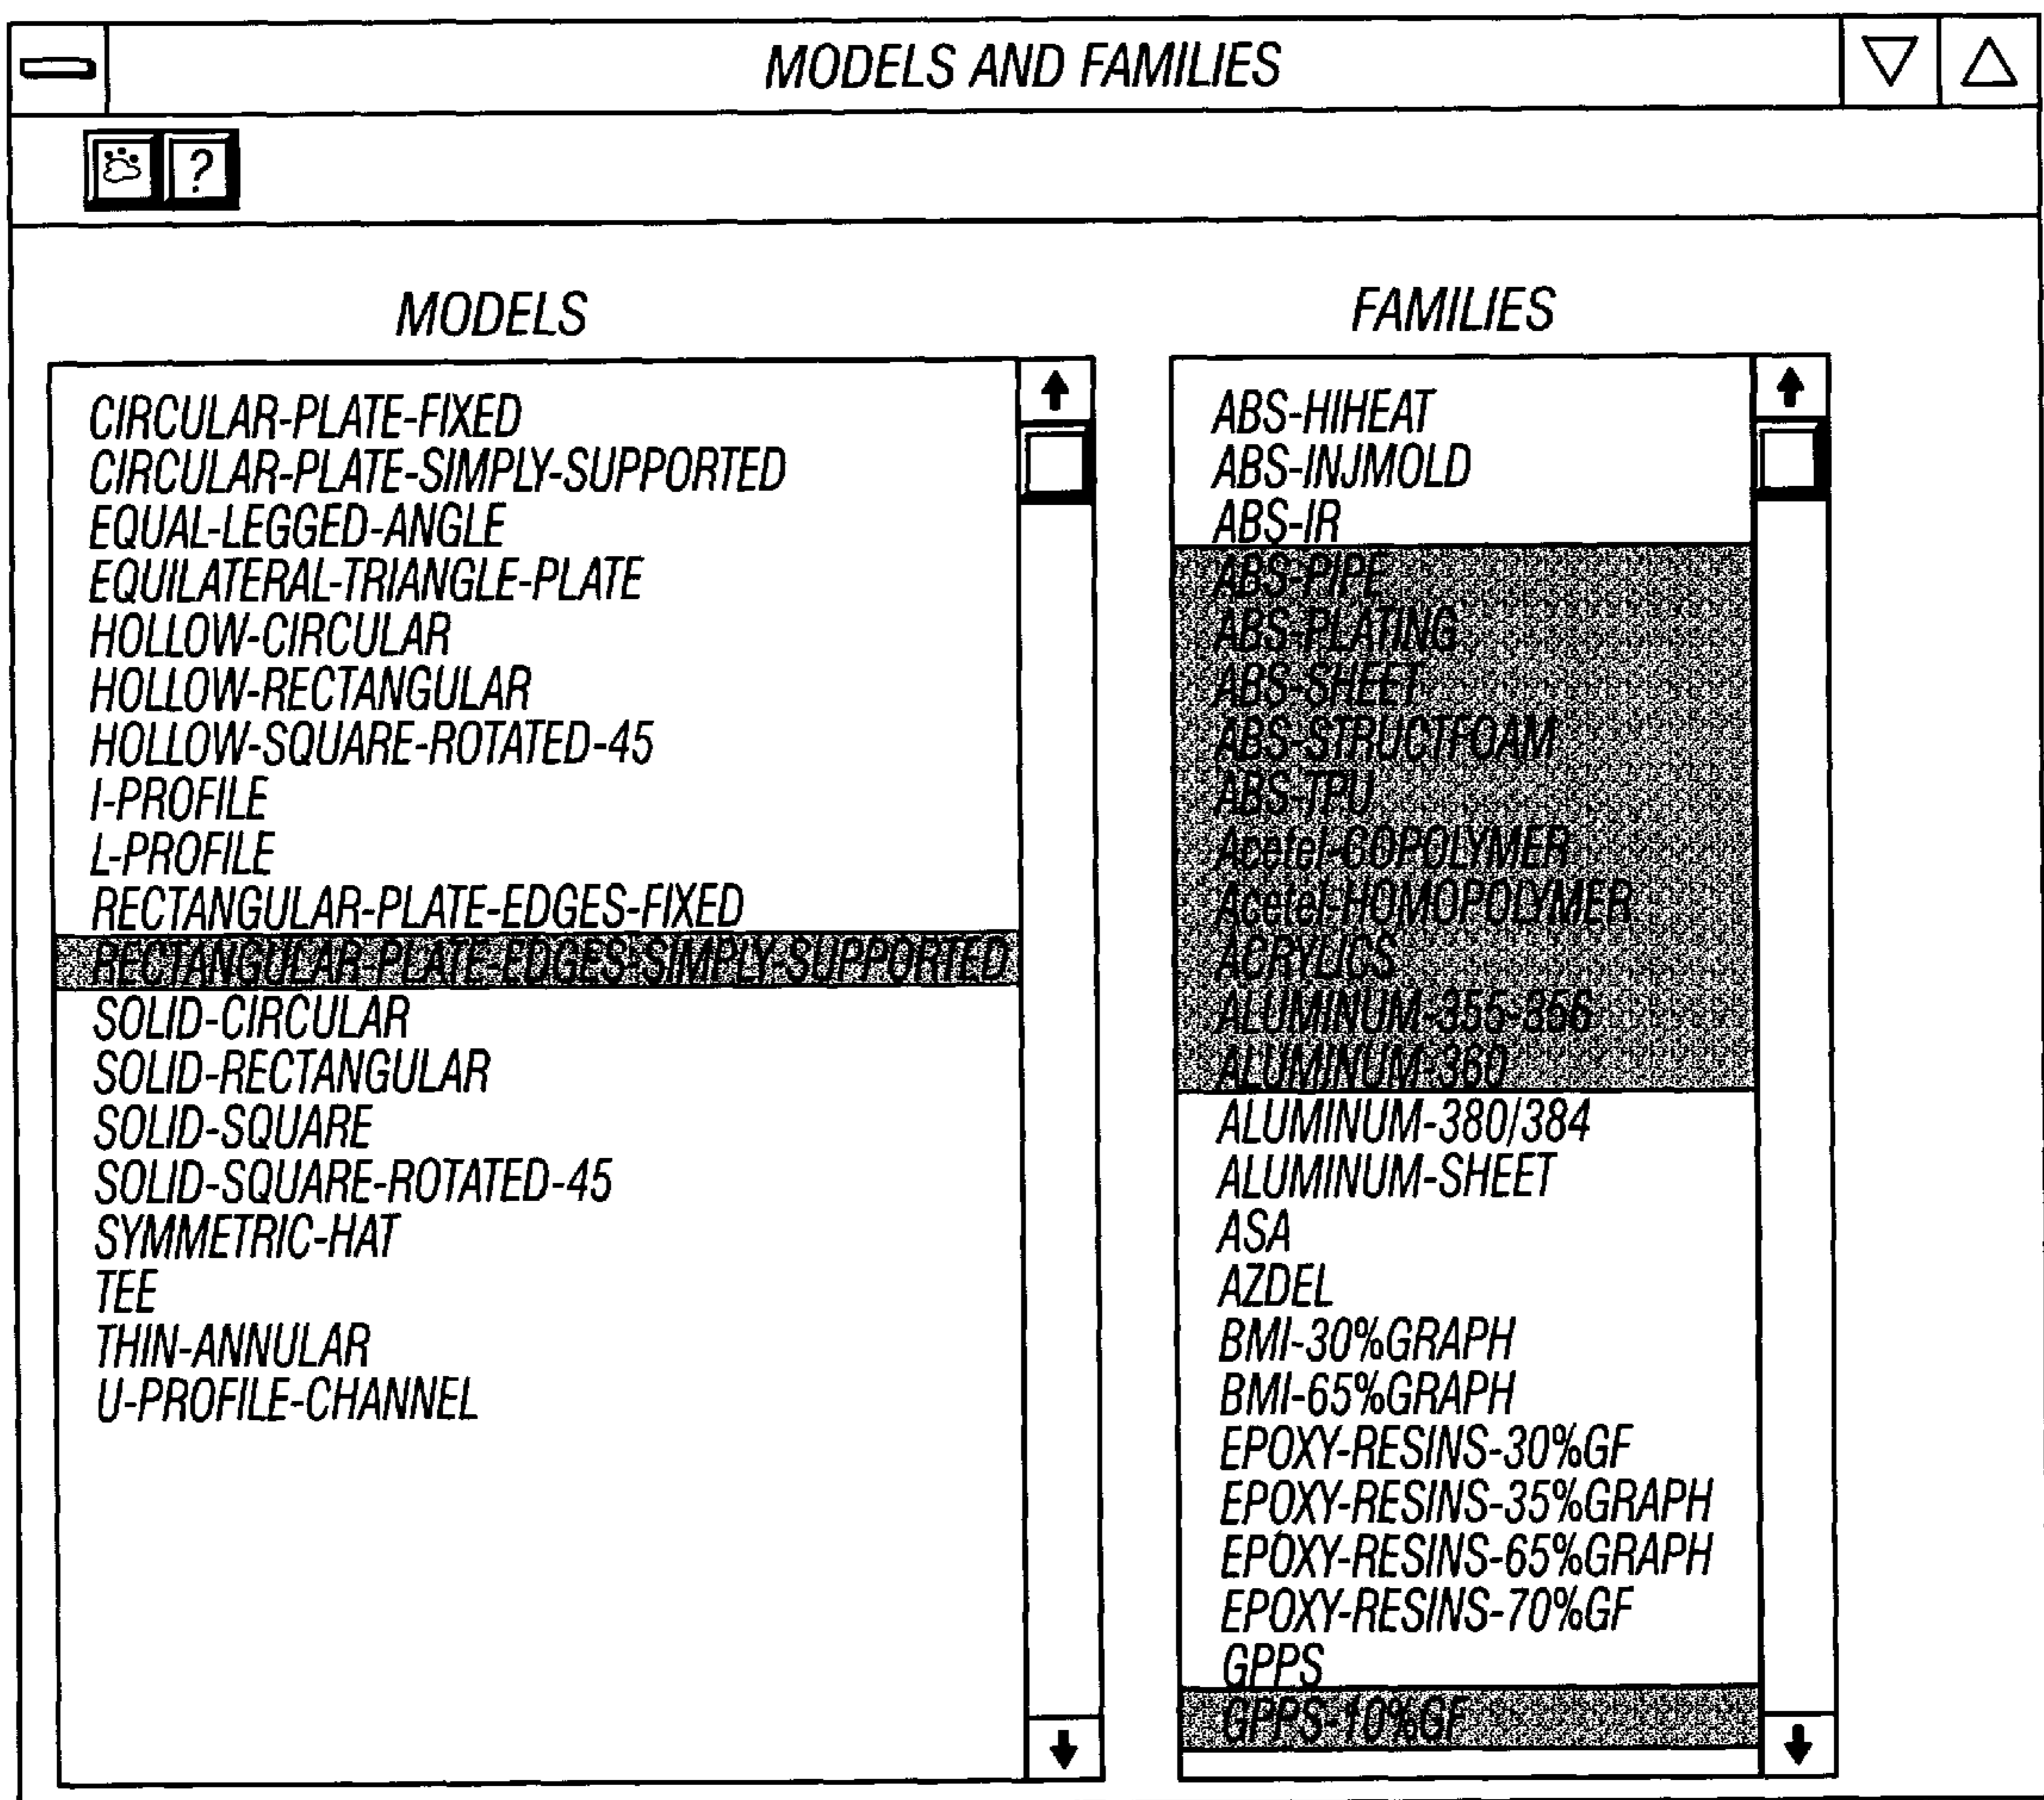 MODELS AND FAMILIES
?
MODELS
CIRCULAR-PLATE-FIXED
CIRCULAR-PLATE-SIMPLY-SUPPORTED
EQUAL-LEGGED-ANGLE
EQUILATERAL-TRIANGLE-PLATE
HOLLOW-CIRCULAR
HOLLOW-RECTANGULAR
HOLLOW-SQUARE-ROTATED-45
I-PROFILE
L-PROFILE
RECTANGULAR-PLATE-EDGES-FIXED
RECTANGULAR-PLATE-EDGES-SIMPLY-SUPPORTED
SOLID-CIRCULAR
SOLID-RECTANGULAR
SOLID-SQUARE
SOLID-SQUARE-ROTATED-45
SYMMETRIC-HAT
TEE
THIN-ANNULAR
U-PROFILE-CHANNEL
FAMILIES
ABS-HIHEAT
ABS-INJMOLD
ABS-IR
ABS-PIPE
ABS-PLATING
ABS-SHEET
ABS-STRUCTFOAM
ABS-TPU
Acetel-COPOLYMER
Acetel-HOMOPOLYMER
ACRYLICS
ALUMINUM-355-356
ALUMINUM-360
ALUMINUM-380/384
ALUMINUM-SHEET
ASA
AZDEL
BMI-30%GRAPH
BMI-65%GRAPH
EPOXY-RESINS-30%GF
EPOXY-RESINS-35%GRAPH
EPOXY-RESINS-65%GRAPH
EPOXY-RESINS-70%GF
GPPS
GPPS-10%GF